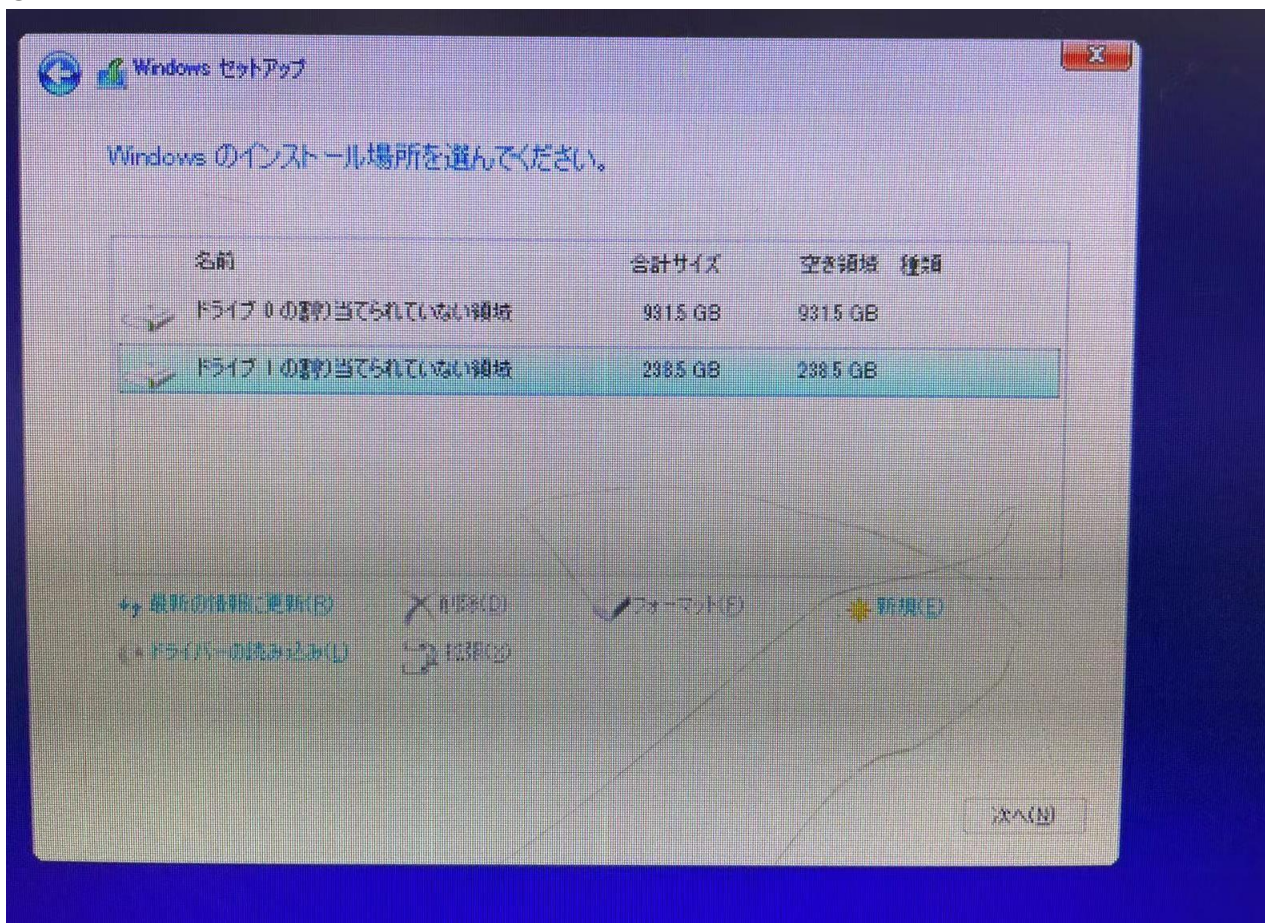 Windows セットアップ
Windows のインストール場所を選んでください。
名前 合計サイズ 空き領域 種類
ドライブ 0 の割り当てられていない領域 931.5 GB 931.5 GB
ドライブ 1 の割り当てられていない領域 238.5 GB 238.5 GB
最新の情報に更新(R) 削除(D) フォーマット(F) 新規(E)
ドライバーの読み込み(L) 拡張(X)
次へ(N)